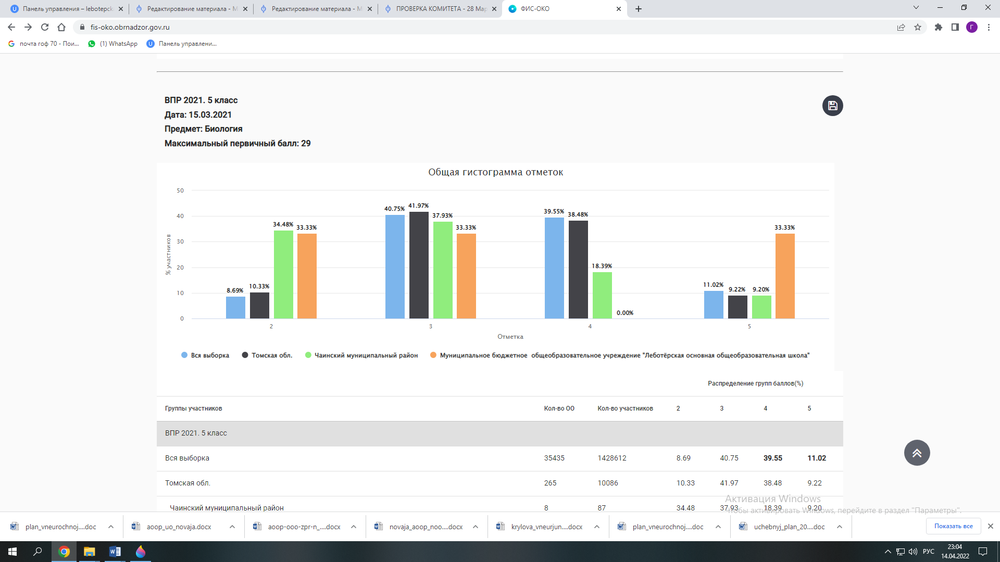 Панель управления – lebotepck
Редактирование материала - М
Редактирование материала - М
ПРОВЕРКА КОМИТЕТА - 28 Мар
ФИС-ОКО
fis-oko.obrnadzor.gov.ru
Г
почта гоф 70 - Пои...
(1) WhatsApp
Панель управлени...
ВПР 2021. 5 класс
Дата: 15.03.2021
Предмет: Биология
Максимальный первичный балл: 29
Общая гистограмма отметок
50
40
30
20
10
0
% участников
8.69%
10.33%
34.48%
33.33%
40.75%
41.97%
37.93%
33.33%
39.55%
38.48%
18.39%
0.00%
11.02%
9.22%
9.20%
33.33%
2
3
4
5
Отметка
Вся выборка
Томская обл.
Чаинский муниципальный район
Муниципальное бюджетное общеобразовательное учреждение "Леботёрская основная общеобразовательная школа"
Распределение групп баллов(%)
Группы участников Кол-во ОО Кол-во участников 2 3 4 5
ВПР 2021. 5 класс
Вся выборка 35435 1428612 8.69 40.75 39.55 11.02
Томская обл. 265 10086 10.33 41.97 38.48 9.22
Чаинский муниципальный район 8 87 34.48 37.93 18.39 9.20
Активация Windows
Чтобы активировать Windows, перейдите в раздел "Параметры".
plan_vneurochnoj....doc
aoop_uo_novaja.docx
aoop-ooo-zpr-n_....docx
novaja_aoop_noo....docx
krylova_vneurjun....docx
plan_vneurochnoj....doc
uchebnyj_plan_20....doc
Показать все
РУС
23:04
14.04.2022